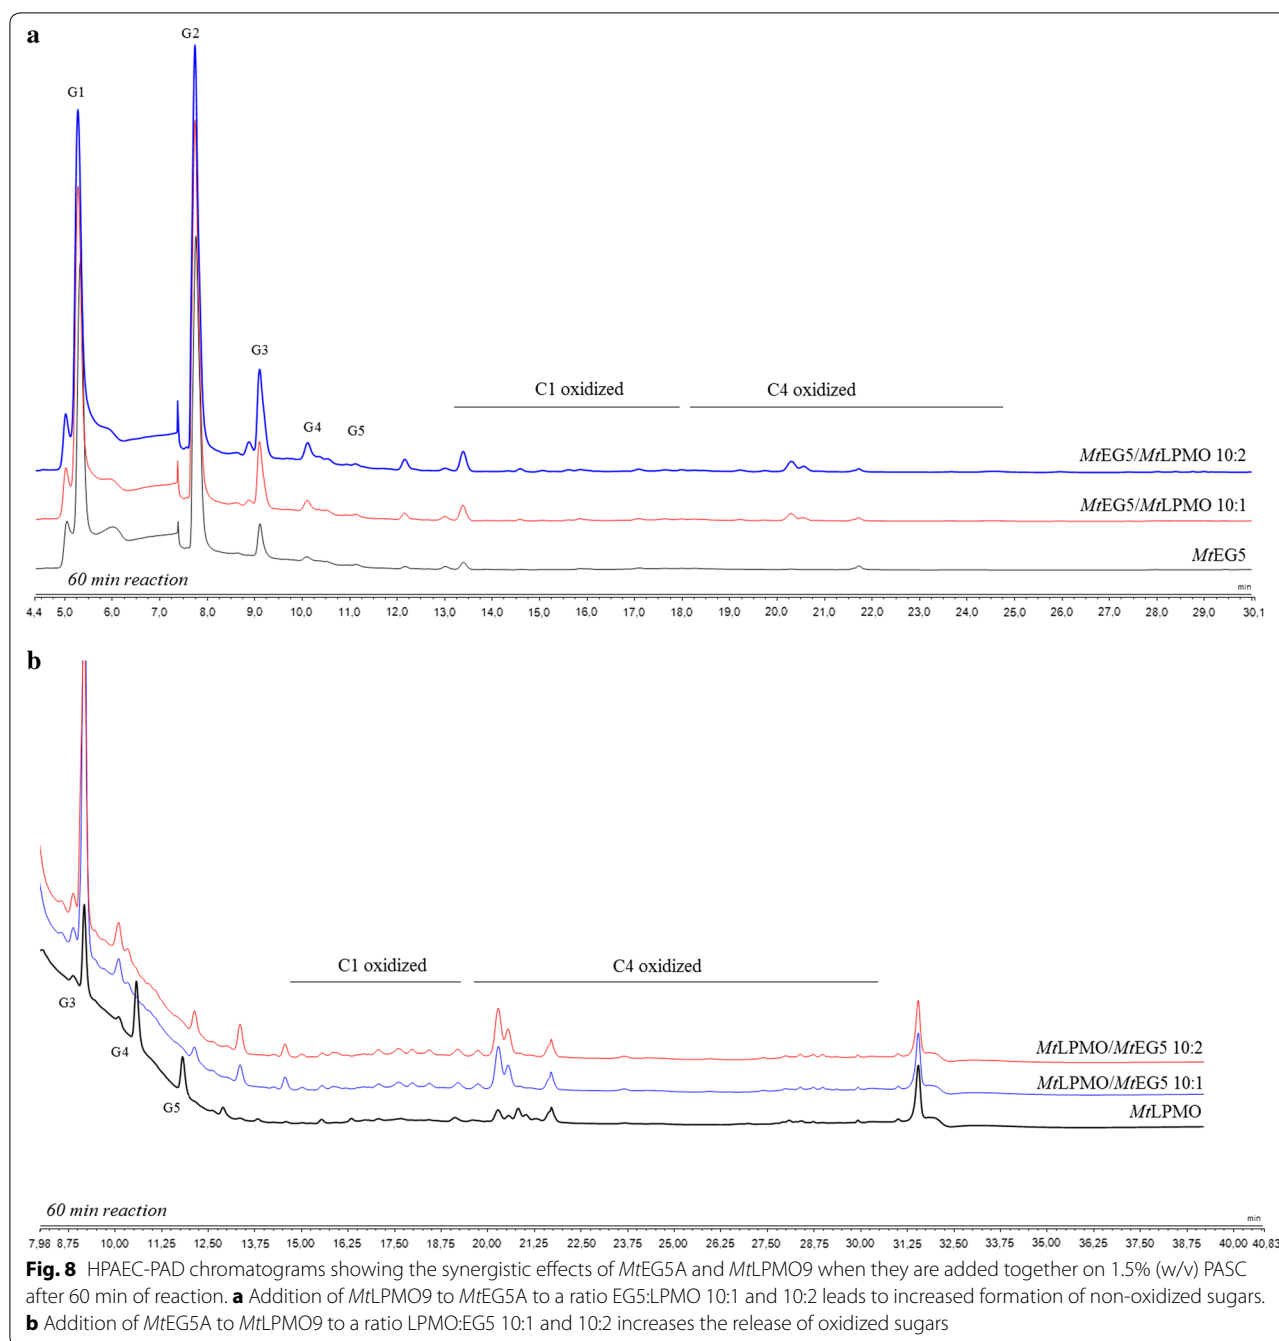 a
G1
G2
G3
G4
G5
C1 oxidized
C4 oxidized
MtEG5/MtLPMO 10:2
MtEG5/MtLPMO 10:1
MtEG5
60 min reaction
min
4,4 5,0 6,0 7,0 8,0 9,0 10,0 11,0 12,0 13,0 14,0 15,0 16,0 17,0 18,0 19,0 20,0 21,0 22,0 23,0 24,0 25,0 26,0 27,0 28,0 29,0 30,1
b
C1 oxidized
C4 oxidized
G3
G4
G5
MtLPMO/MtEG5 10:2
MtLPMO/MtEG5 10:1
MtLPMO
60 min reaction
min
7,98 8,75 10,00 11,25 12,50 13,75 15,00 16,25 17,50 18,75 20,00 21,25 22,50 23,75 25,00 26,25 27,50 28,75 30,00 31,25 32,50 33,75 35,00 36,25 37,50 38,75 40,00 40,83
Fig. 8 HPAEC-PAD chromatograms showing the synergistic effects of MtEG5A and MtLPMO9 when they are added together on 1.5% (w/v) PASC
after 60 min of reaction. a Addition of MtLPMO9 to MtEG5A to a ratio EG5:LPMO 10:1 and 10:2 leads to increased formation of non-oxidized sugars.
b Addition of MtEG5A to MtLPMO9 to a ratio LPMO:EG5 10:1 and 10:2 increases the release of oxidized sugars